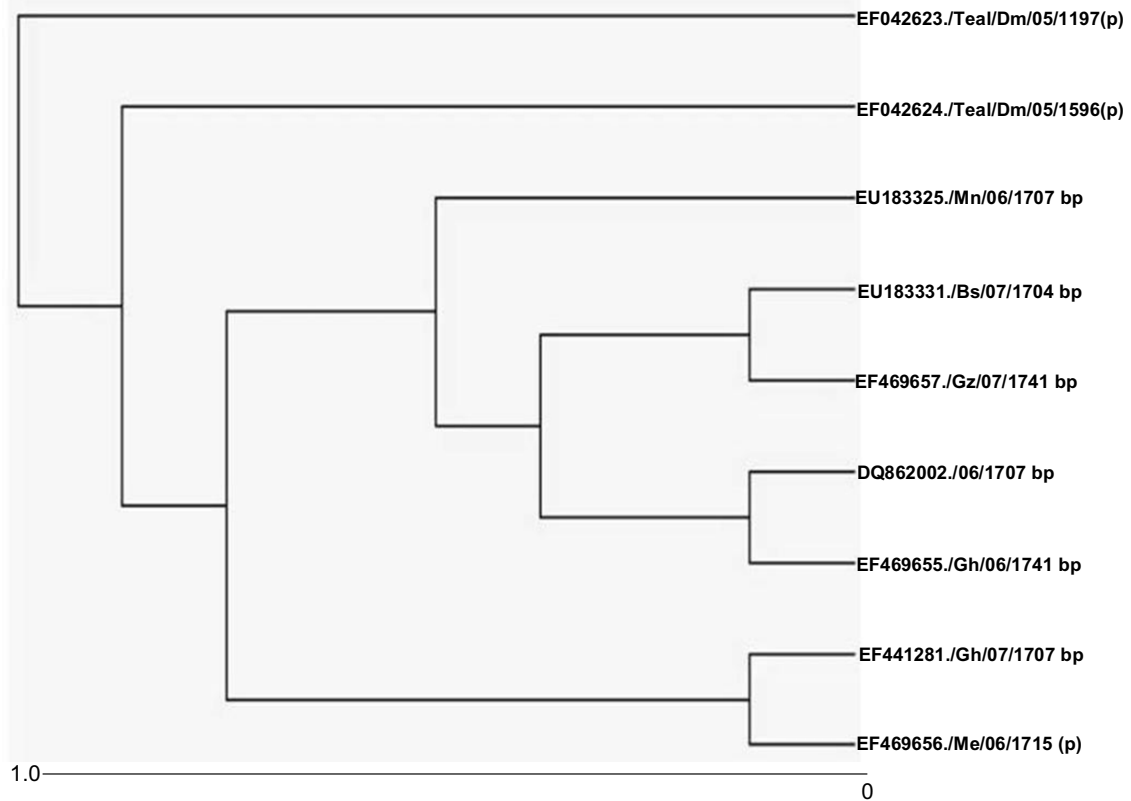 EF042623./Teal/Dm/05/1197(p)
EF042624./Teal/Dm/05/1596(p)
EU183325./Mn/06/1707 bp
EU183331./Bs/07/1704 bp
EF469657./Gz/07/1741 bp
DQ862002./06/1707 bp
EF469655./Gh/06/1741 bp
EF441281./Gh/07/1707 bp
EF469656./Me/06/1715 (p)
1.0
0